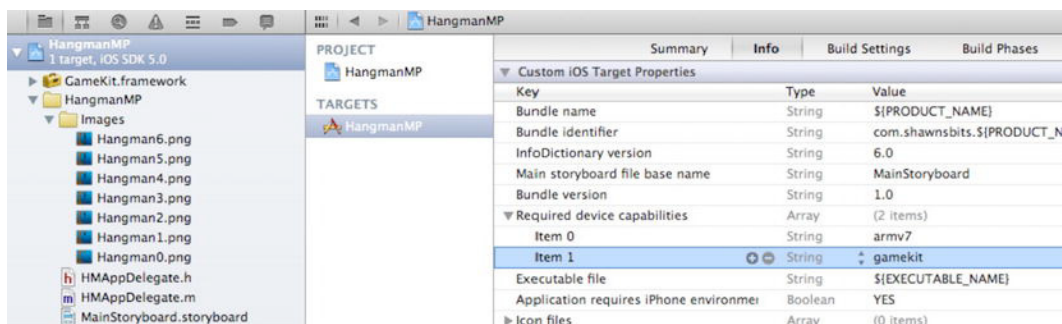 HangmanMP
HangmanMP
1 target, iOS SDK 5.0
GameKit.framework
HangmanMP
Images
Hangman6.png
Hangman5.png
Hangman4.png
Hangman3.png
Hangman2.png
Hangman1.png
Hangman0.png
HMAppDelegate.h
HMAppDelegate.m
MainStoryboard.storyboard
PROJECT
HangmanMP
TARGETS
HangmanMP
Summary Info Build Settings Build Phases
Custom iOS Target Properties
Key Type Value
Bundle name String ${PRODUCT_NAME}
Bundle identifier String com.shawnsbits.${PRODUCT_N
InfoDictionary version String 6.0
Main storyboard file base name String MainStoryboard
Bundle version String 1.0
Required device capabilities Array (2 items)
Item 0 String armv7
Item 1 String gamekit
Executable file String ${EXECUTABLE_NAME}
Application requires iPhone environmer Boolean YES
Icon files Array (0 items)